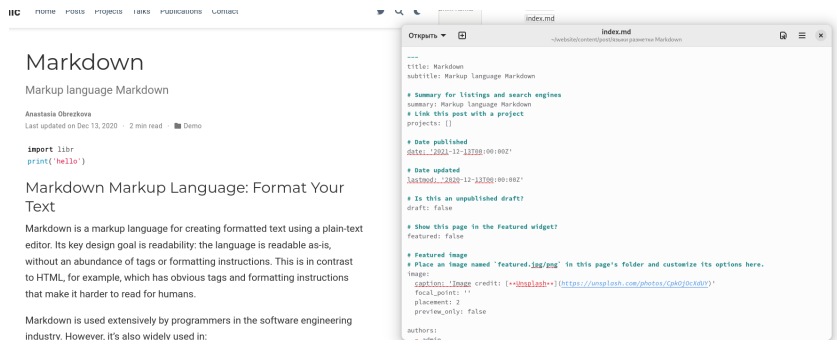 Home Posts Projects Talks Publications Contact
Markdown
Markup language Markdown
Anastasia Obrezkova
Last updated on Dec 13, 2020 · 2 min read · Demo
import libr
print('hello')
Markdown Markup Language: Format Your
Text
Markdown is a markup language for creating formatted text using a plain-text
editor. Its key design goal is readability: the language is readable as-is,
without an abundance of tags or formatting instructions. This is in contrast
to HTML, for example, which has obvious tags and formatting instructions
that make it harder to read for humans.
Markdown is used extensively by programmers in the software engineering
industry. However, it's also widely used in:
index.md
Открыть
index.md
~/website/content/post/языки разметки Markdown
---
title: Markdown
subtitle: Markup language Markdown
# Summary for listings and search engines
summary: Markup language Markdown
# Link this post with a project
projects: []
# Date published
date: '2021-12-13T00:00:00Z'
# Date updated
lastmod: '2020-12-13T00:00:00Z'
# Is this an unpublished draft?
draft: false
# Show this page in the Featured widget?
featured: false
# Featured image
# Place an image named `featured.jpg/png` in this page's folder and customize its options here.
image:
caption: 'Image credit: [**Unsplash**](https://unsplash.com/photos/CpkOjOcXdUY)'
focal_point: ''
placement: 2
preview_only: false
authors:
- admin